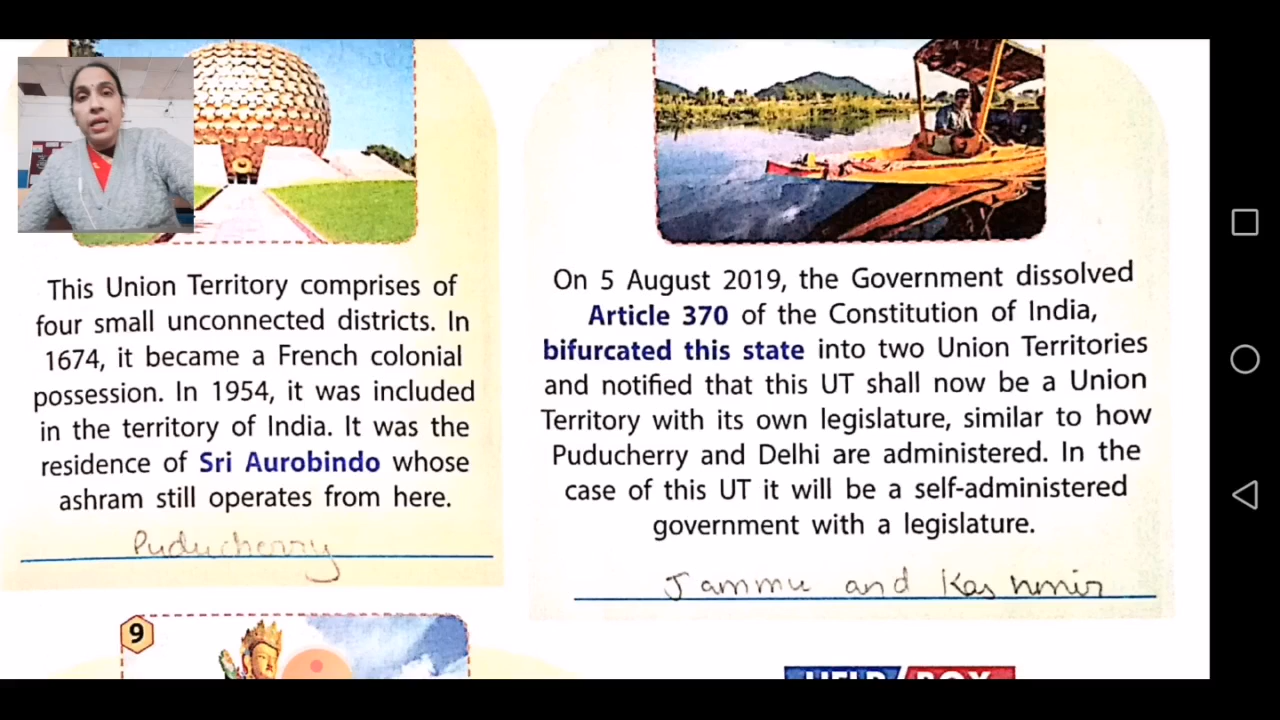 This Union Territory comprises of
four small unconnected districts. In
1674, it became a French colonial
possession. In 1954, it was included
in the territory of India. It was the
residence of Sri Aurobindo whose
ashram still operates from here.
Puducherry
On 5 August 2019, the Government dissolved
Article 370 of the Constitution of India,
bifurcated this state into two Union Territories
and notified that this UT shall now be a Union
Territory with its own legislature, similar to how
Puducherry and Delhi are administered. In the
case of this UT it will be a self-administered
government with a legislature.
Jammu and Kashmir
9
HELP BOX